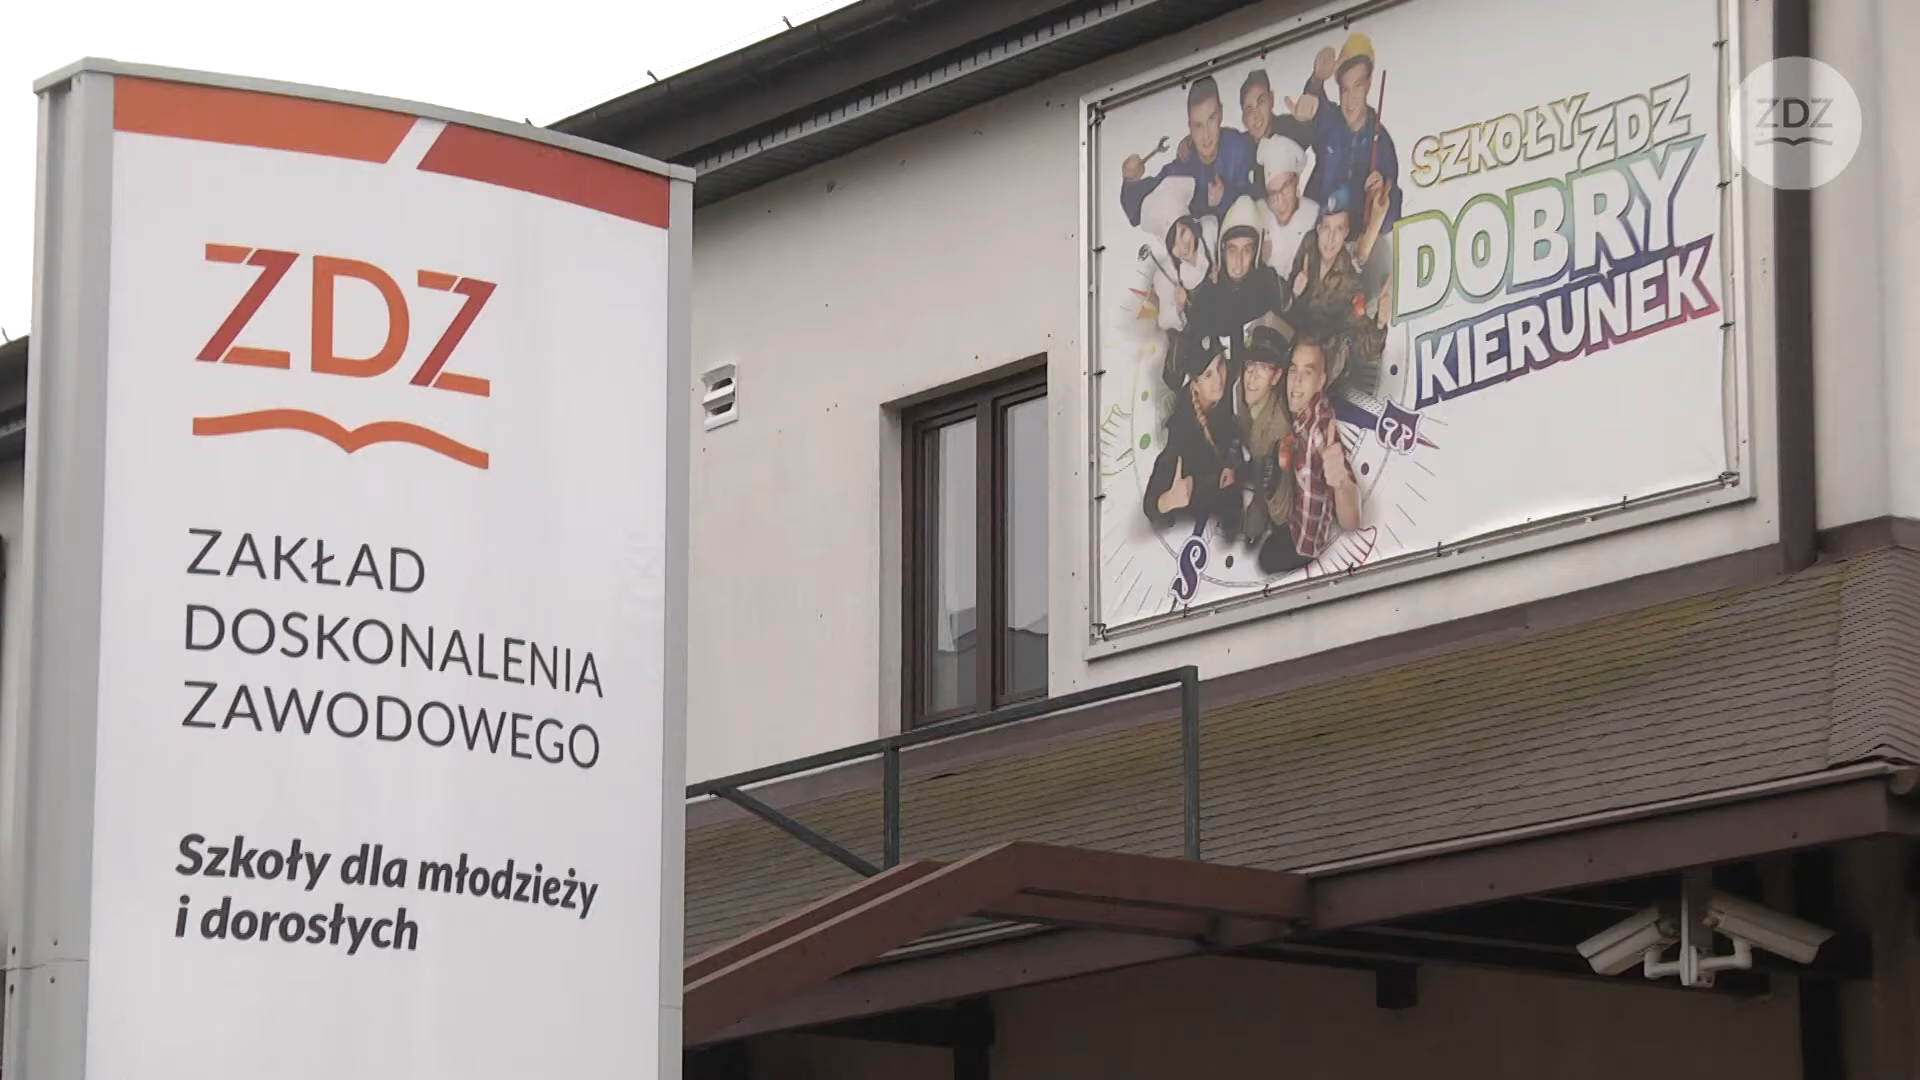 ZDZ
ZAKŁAD
DOSKONALENIA
ZAWODOWEGO
Szkoły dla młodzieży
i dorosłych
SZKOŁY ZDZ
DOBRY
KIERUNEK
S
ZDZ